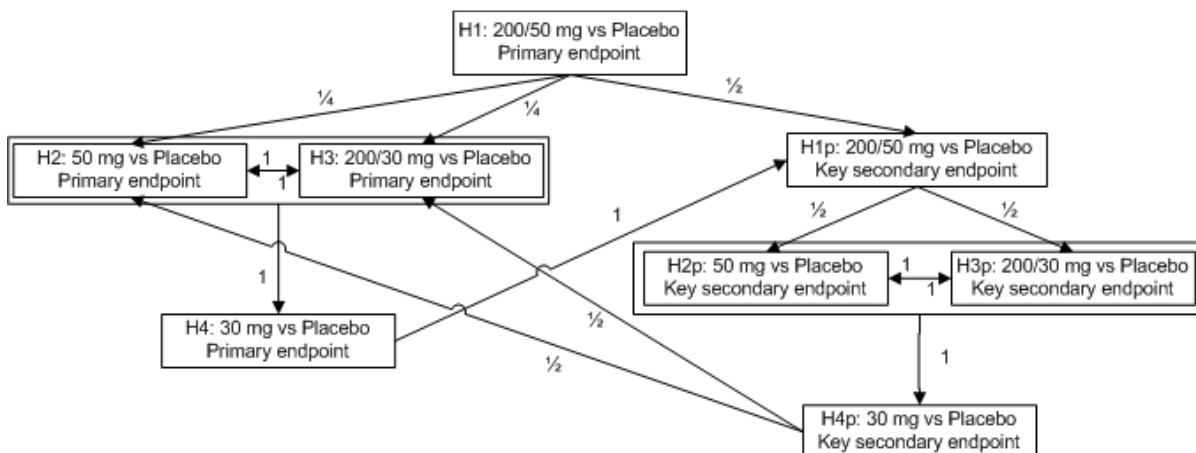 H1: 200/50 mg vs Placebo
Primary endpoint
¼
¼
½
H2: 50 mg vs Placebo
Primary endpoint
1
1
H3: 200/30 mg vs Placebo
Primary endpoint
H1p: 200/50 mg vs Placebo
Key secondary endpoint
1
½
½
H2p: 50 mg vs Placebo
Key secondary endpoint
1
1
H3p: 200/30 mg vs Placebo
Key secondary endpoint
1
H4: 30 mg vs Placebo
Primary endpoint
½
½
1
H4p: 30 mg vs Placebo
Key secondary endpoint